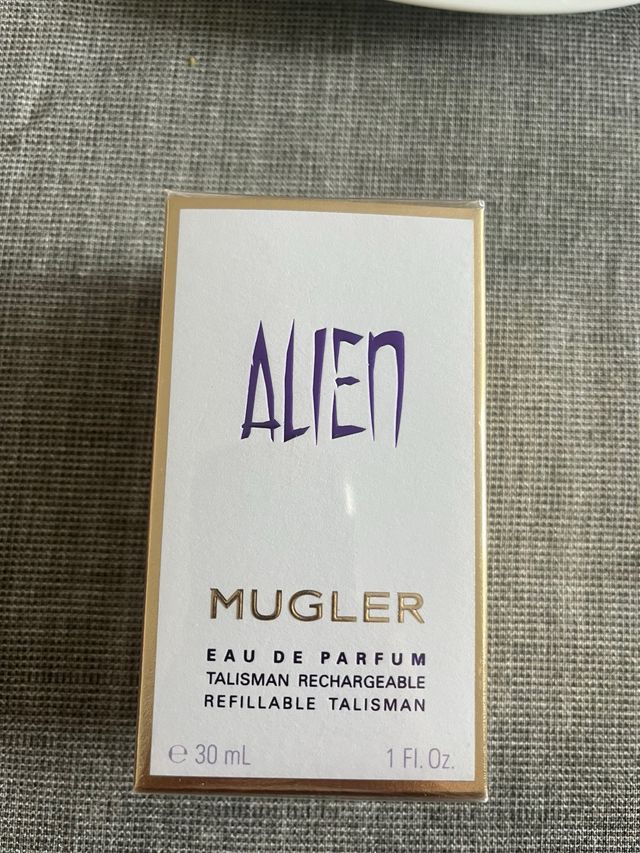 ALIEN
MUGLER
EAU DE PARFUM
TALISMAN RECHARGEABLE
REFILLABLE TALISMAN
℮ 30 mL 1 Fl. Oz.